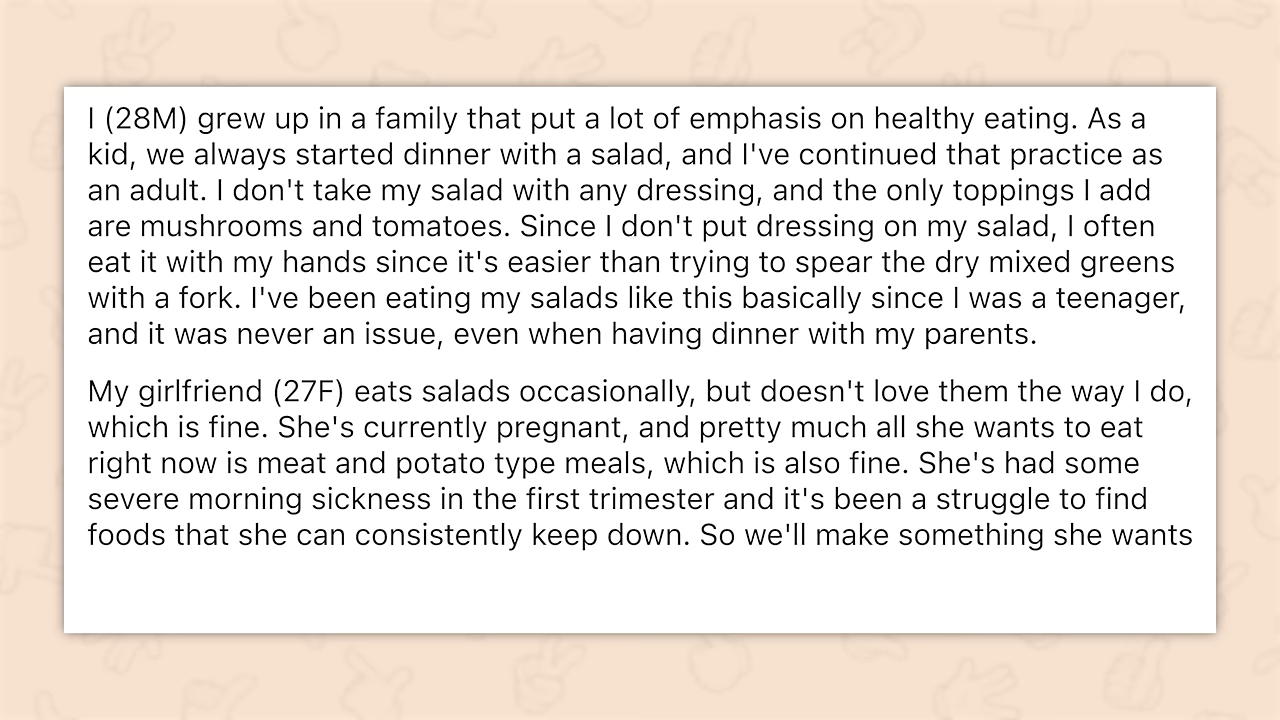 I (28M) grew up in a family that put a lot of emphasis on healthy eating. As a
kid, we always started dinner with a salad, and I've continued that practice as
an adult. I don't take my salad with any dressing, and the only toppings I add
are mushrooms and tomatoes. Since I don't put dressing on my salad, I often
eat it with my hands since it's easier than trying to spear the dry mixed greens
with a fork. I've been eating my salads like this basically since I was a teenager,
and it was never an issue, even when having dinner with my parents.
My girlfriend (27F) eats salads occasionally, but doesn't love them the way I do,
which is fine. She's currently pregnant, and pretty much all she wants to eat
right now is meat and potato type meals, which is also fine. She's had some
severe morning sickness in the first trimester and it's been a struggle to find
foods that she can consistently keep down. So we'll make something she wants